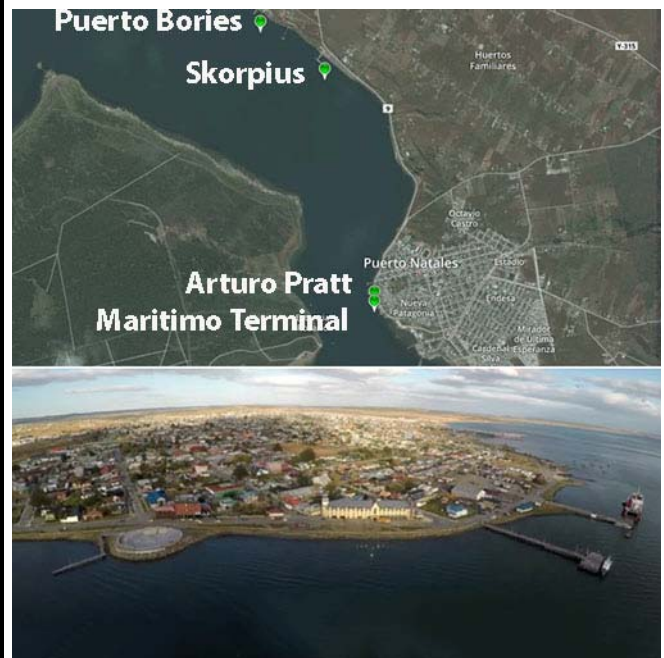 Puerto Bories
Y-315
Huertos
Familiares
Skorpius
9
Octavio
Castro
Puerto Natales
Estadio
Arturo Pratt
Nueva
Patagonia
Endesa
Maritimo Terminal
Mirador
de Ultima
Esperanza
Cardenal
Silva